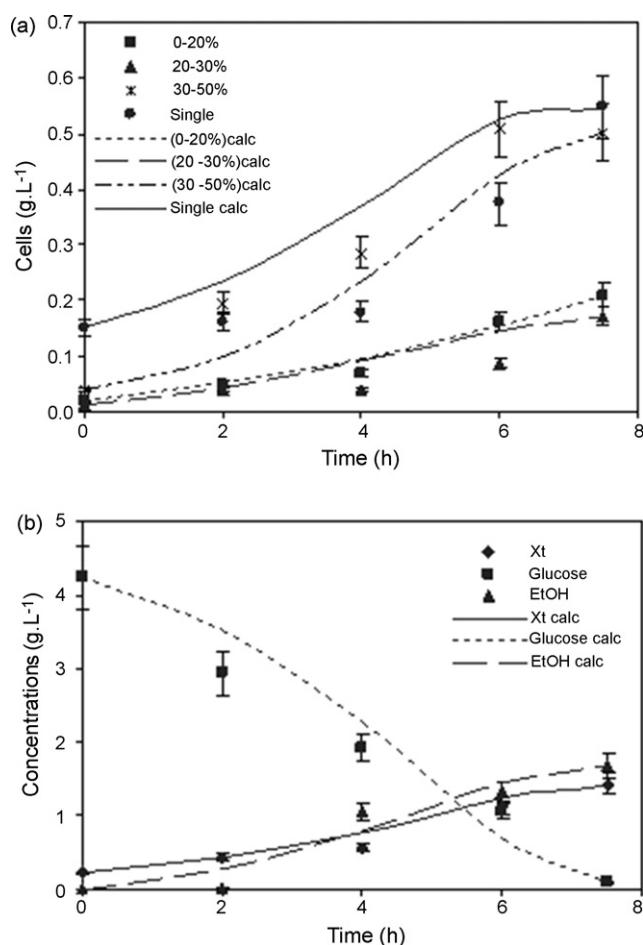 (a)
0.7
0.6
0.5
0.4
0.3
0.2
0.1
0.0
Cells (g.L-1)
0-20%
20-30%
30-50%
Single
(0-20%)calc
(20 -30%)calc
(30 -50%)calc
Single calc
0 2 4 6 8
Time (h)
(b)
5
4
3
2
1
0
Concentrations (g.L-1)
Xt
Glucose
EtOH
Xt calc
Glucose calc
EtOH calc
0 2 4 6 8
Time (h)